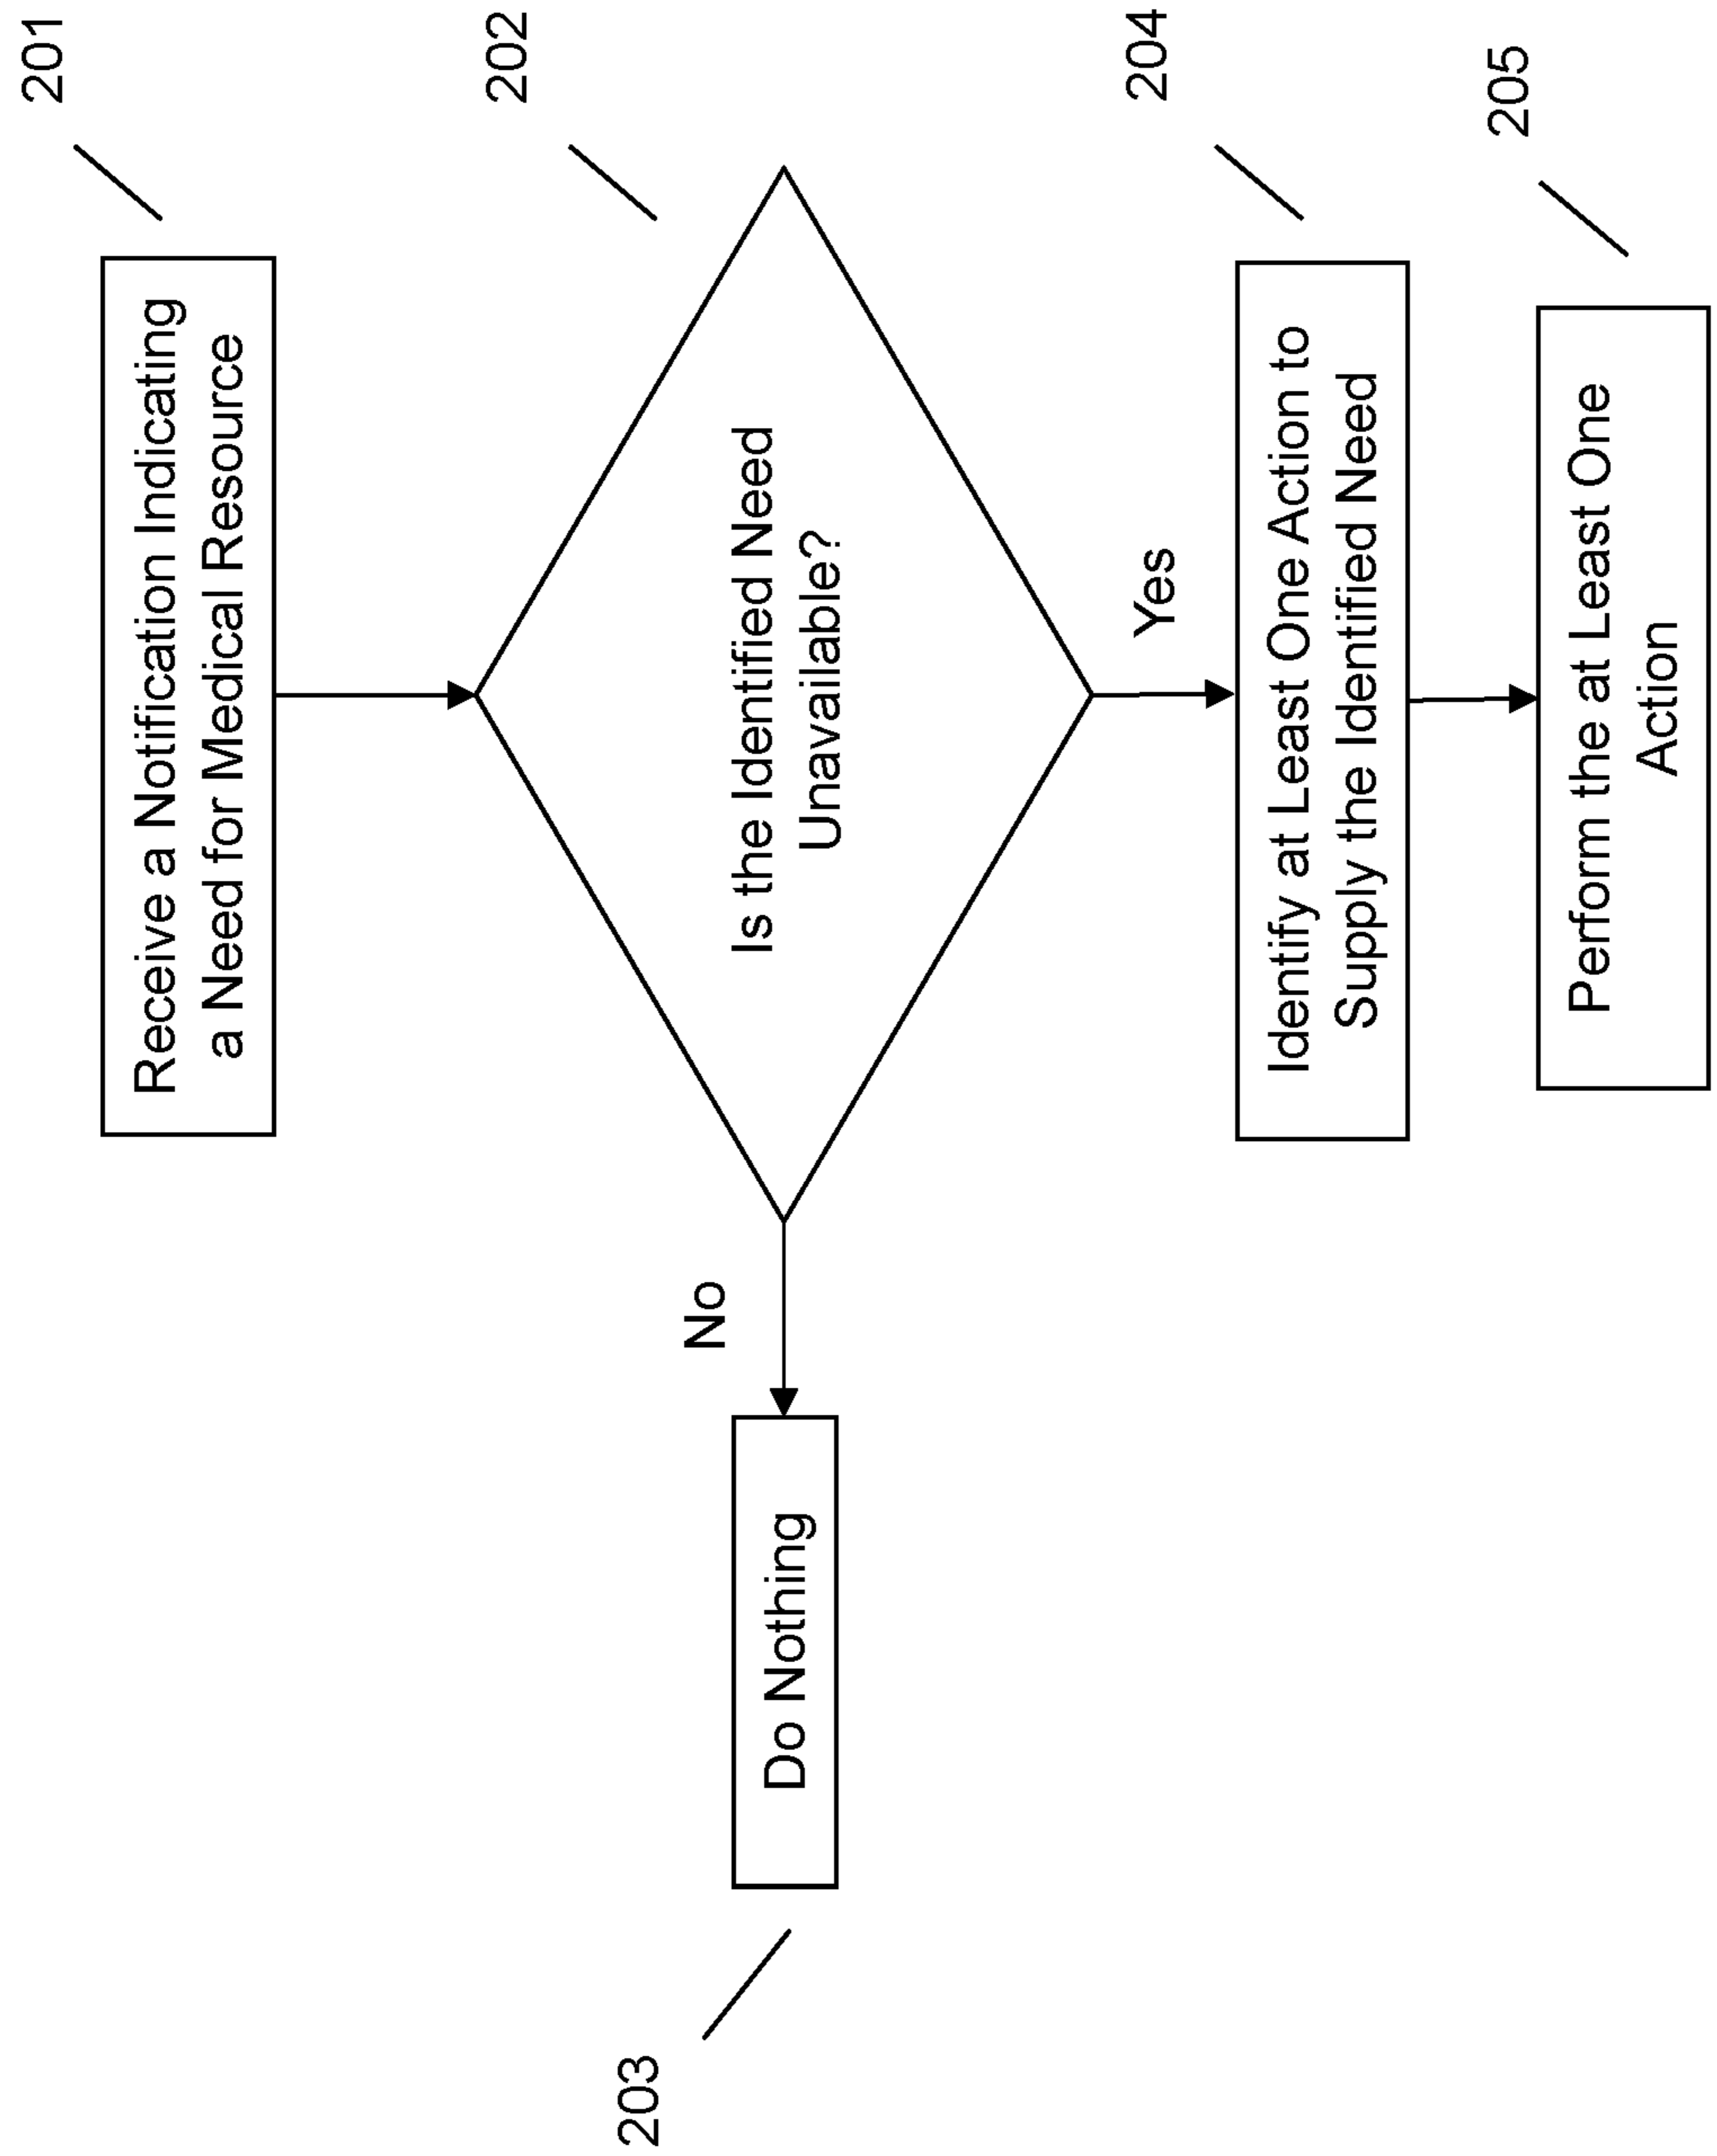 201
Receive a Notification Indicating
a Need for Medical Resource
202
Is the Identified Need
Unavailable?
No
Do Nothing
203
Yes
204
Identify at Least One Action to
Supply the Identified Need
205
Perform the at Least One
Action